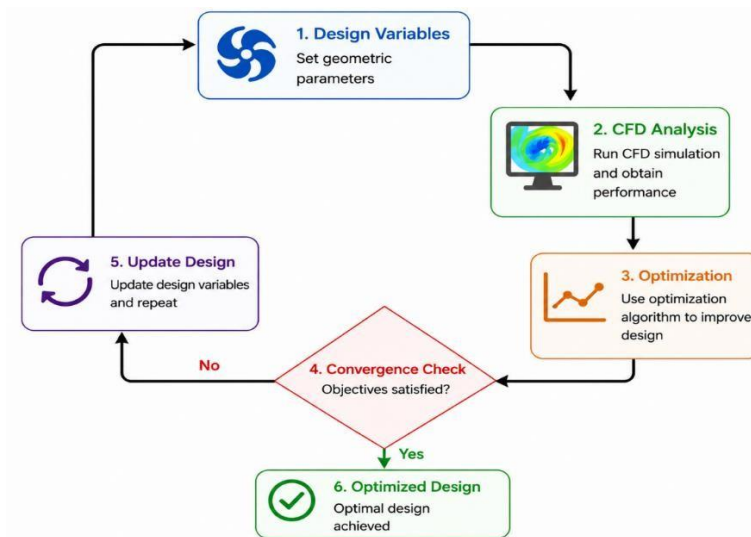 1. Design Variables
Set geometric
parameters
2. CFD Analysis
Run CFD simulation
and obtain
performance
3. Optimization
Use optimization
algorithm to improve
design
4. Convergence Check
Objectives satisfied?
No
Yes
5. Update Design
Update design variables
and repeat
6. Optimized Design
Optimal design
achieved